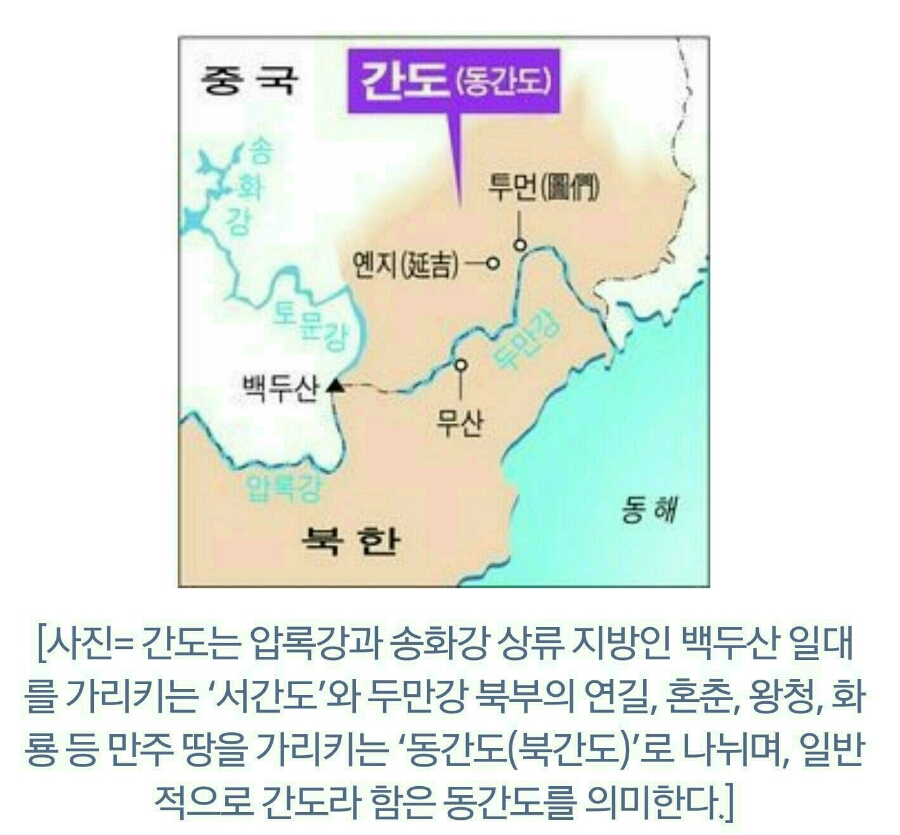 중국
간도(동간도)
송화강
투먼(圖們)
옌지(延吉)
토문강
두만강
백두산
무산
압록강
동해
북한
[사진= 간도는 압록강과 송화강 상류 지방인 백두산 일대
를 가리키는 ‘서간도’와 두만강 북부의 연길, 혼춘, 왕청, 화
룡 등 만주 땅을 가리키는 ‘동간도(북간도)’로 나뉘며, 일반
적으로 간도라 함은 동간도를 의미한다.]